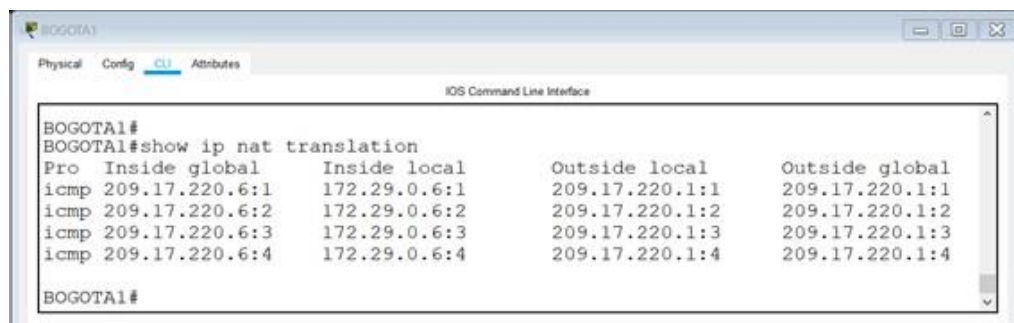 BOGOTA1
Physical Config CLI Attributes
IOS Command Line Interface
BOGOTA1#
BOGOTA1#show ip nat translation
Pro Inside global Inside local Outside local Outside global
icmp 209.17.220.6:1 172.29.0.6:1 209.17.220.1:1 209.17.220.1:1
icmp 209.17.220.6:2 172.29.0.6:2 209.17.220.1:2 209.17.220.1:2
icmp 209.17.220.6:3 172.29.0.6:3 209.17.220.1:3 209.17.220.1:3
icmp 209.17.220.6:4 172.29.0.6:4 209.17.220.1:4 209.17.220.1:4
BOGOTA1#